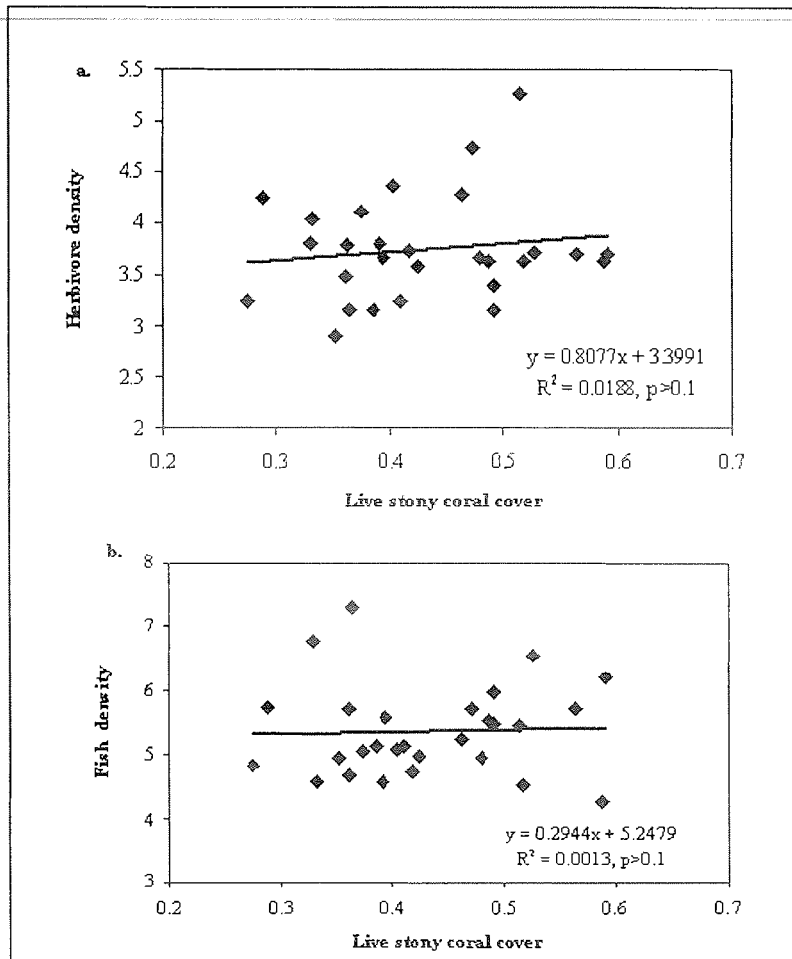 a.
5.5
5
4.5
4
3.5
3
2.5
2
Herbivore density
y = 0.8077x + 3.3991
R² = 0.0188, p>0.1
0.2 0.3 0.4 0.5 0.6 0.7
Live stony coral cover
b.
8
7
6
5
4
3
Fish density
y = 0.2944x + 5.2479
R² = 0.0013, p>0.1
0.2 0.3 0.4 0.5 0.6 0.7
Live stony coral cover